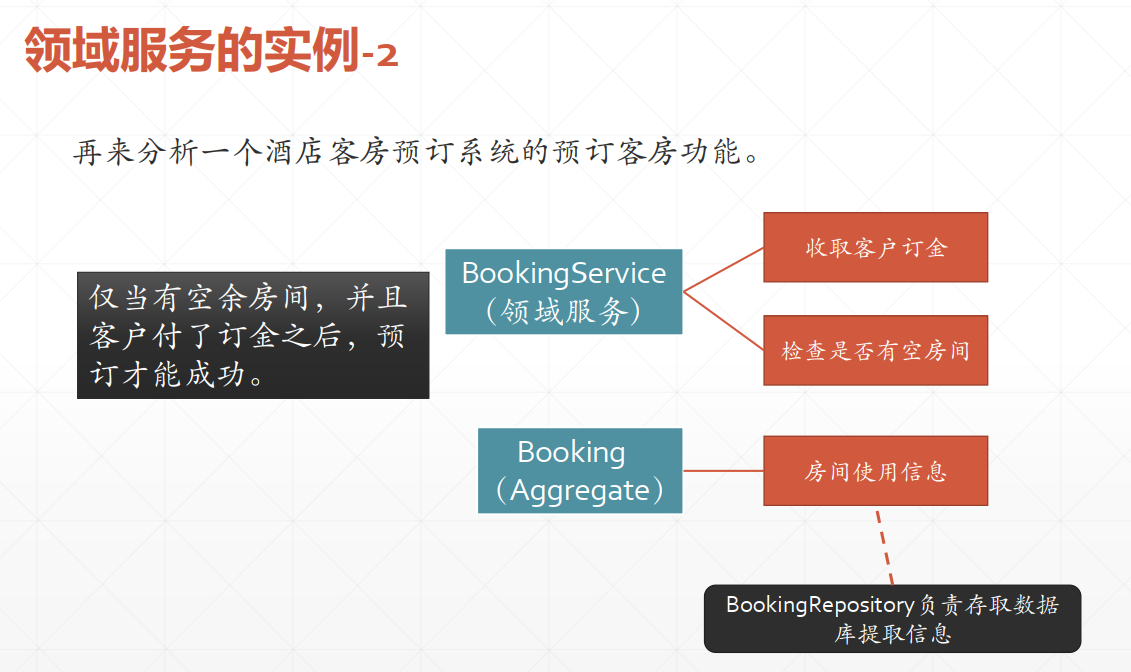 领域服务的实例-2
再来分析一个酒店客房预订系统的预订客房功能。
仅当有空余房间，并且
客户付了订金之后，预
订才能成功。
BookingService
（领域服务）
收取客户订金
检查是否有空房间
Booking
（Aggregate）
房间使用信息
BookingRepository负责存取数据
库提取信息